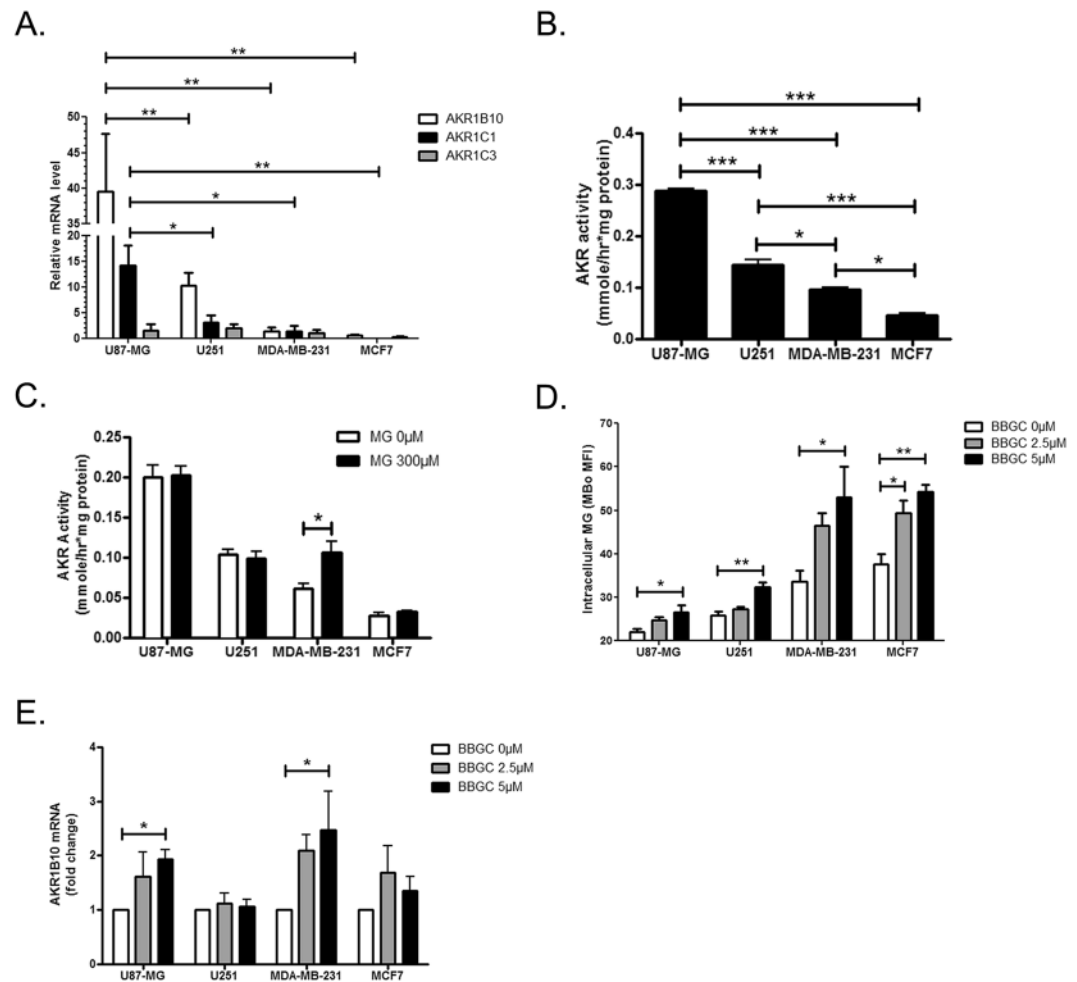 A.
**
**
**
**
*
*
Relative mRNA level
50
45
40
35
20
15
10
5
0
U87-MG U251 MDA-MB-231 MCF7
AKR1B10
AKR1C1
AKR1C3
B.
***
***
***
***
*
*
AKR activity
(mmole/hr*mg protein)
0.4
0.3
0.2
0.1
0.0
U87-MG U251 MDA-MB-231 MCF7
C.
AKR Activity
(mmole/hr*mg protein)
0.25
0.20
0.15
0.10
0.05
0.00
*
U87-MG U251 MDA-MB-231 MCF7
MG 0µM
MG 300µM
D.
Intracellular MG (MBo MFI)
70
60
50
40
30
20
*
**
*
**
*
U87-MG U251 MDA-MB-231 MCF7
BBGC 0µM
BBGC 2.5µM
BBGC 5µM
E.
AKR1B10 mRNA
(fold change)
4
3
2
1
0
*
*
U87-MG U251 MDA-MB-231 MCF7
BBGC 0µM
BBGC 2.5µM
BBGC 5µM